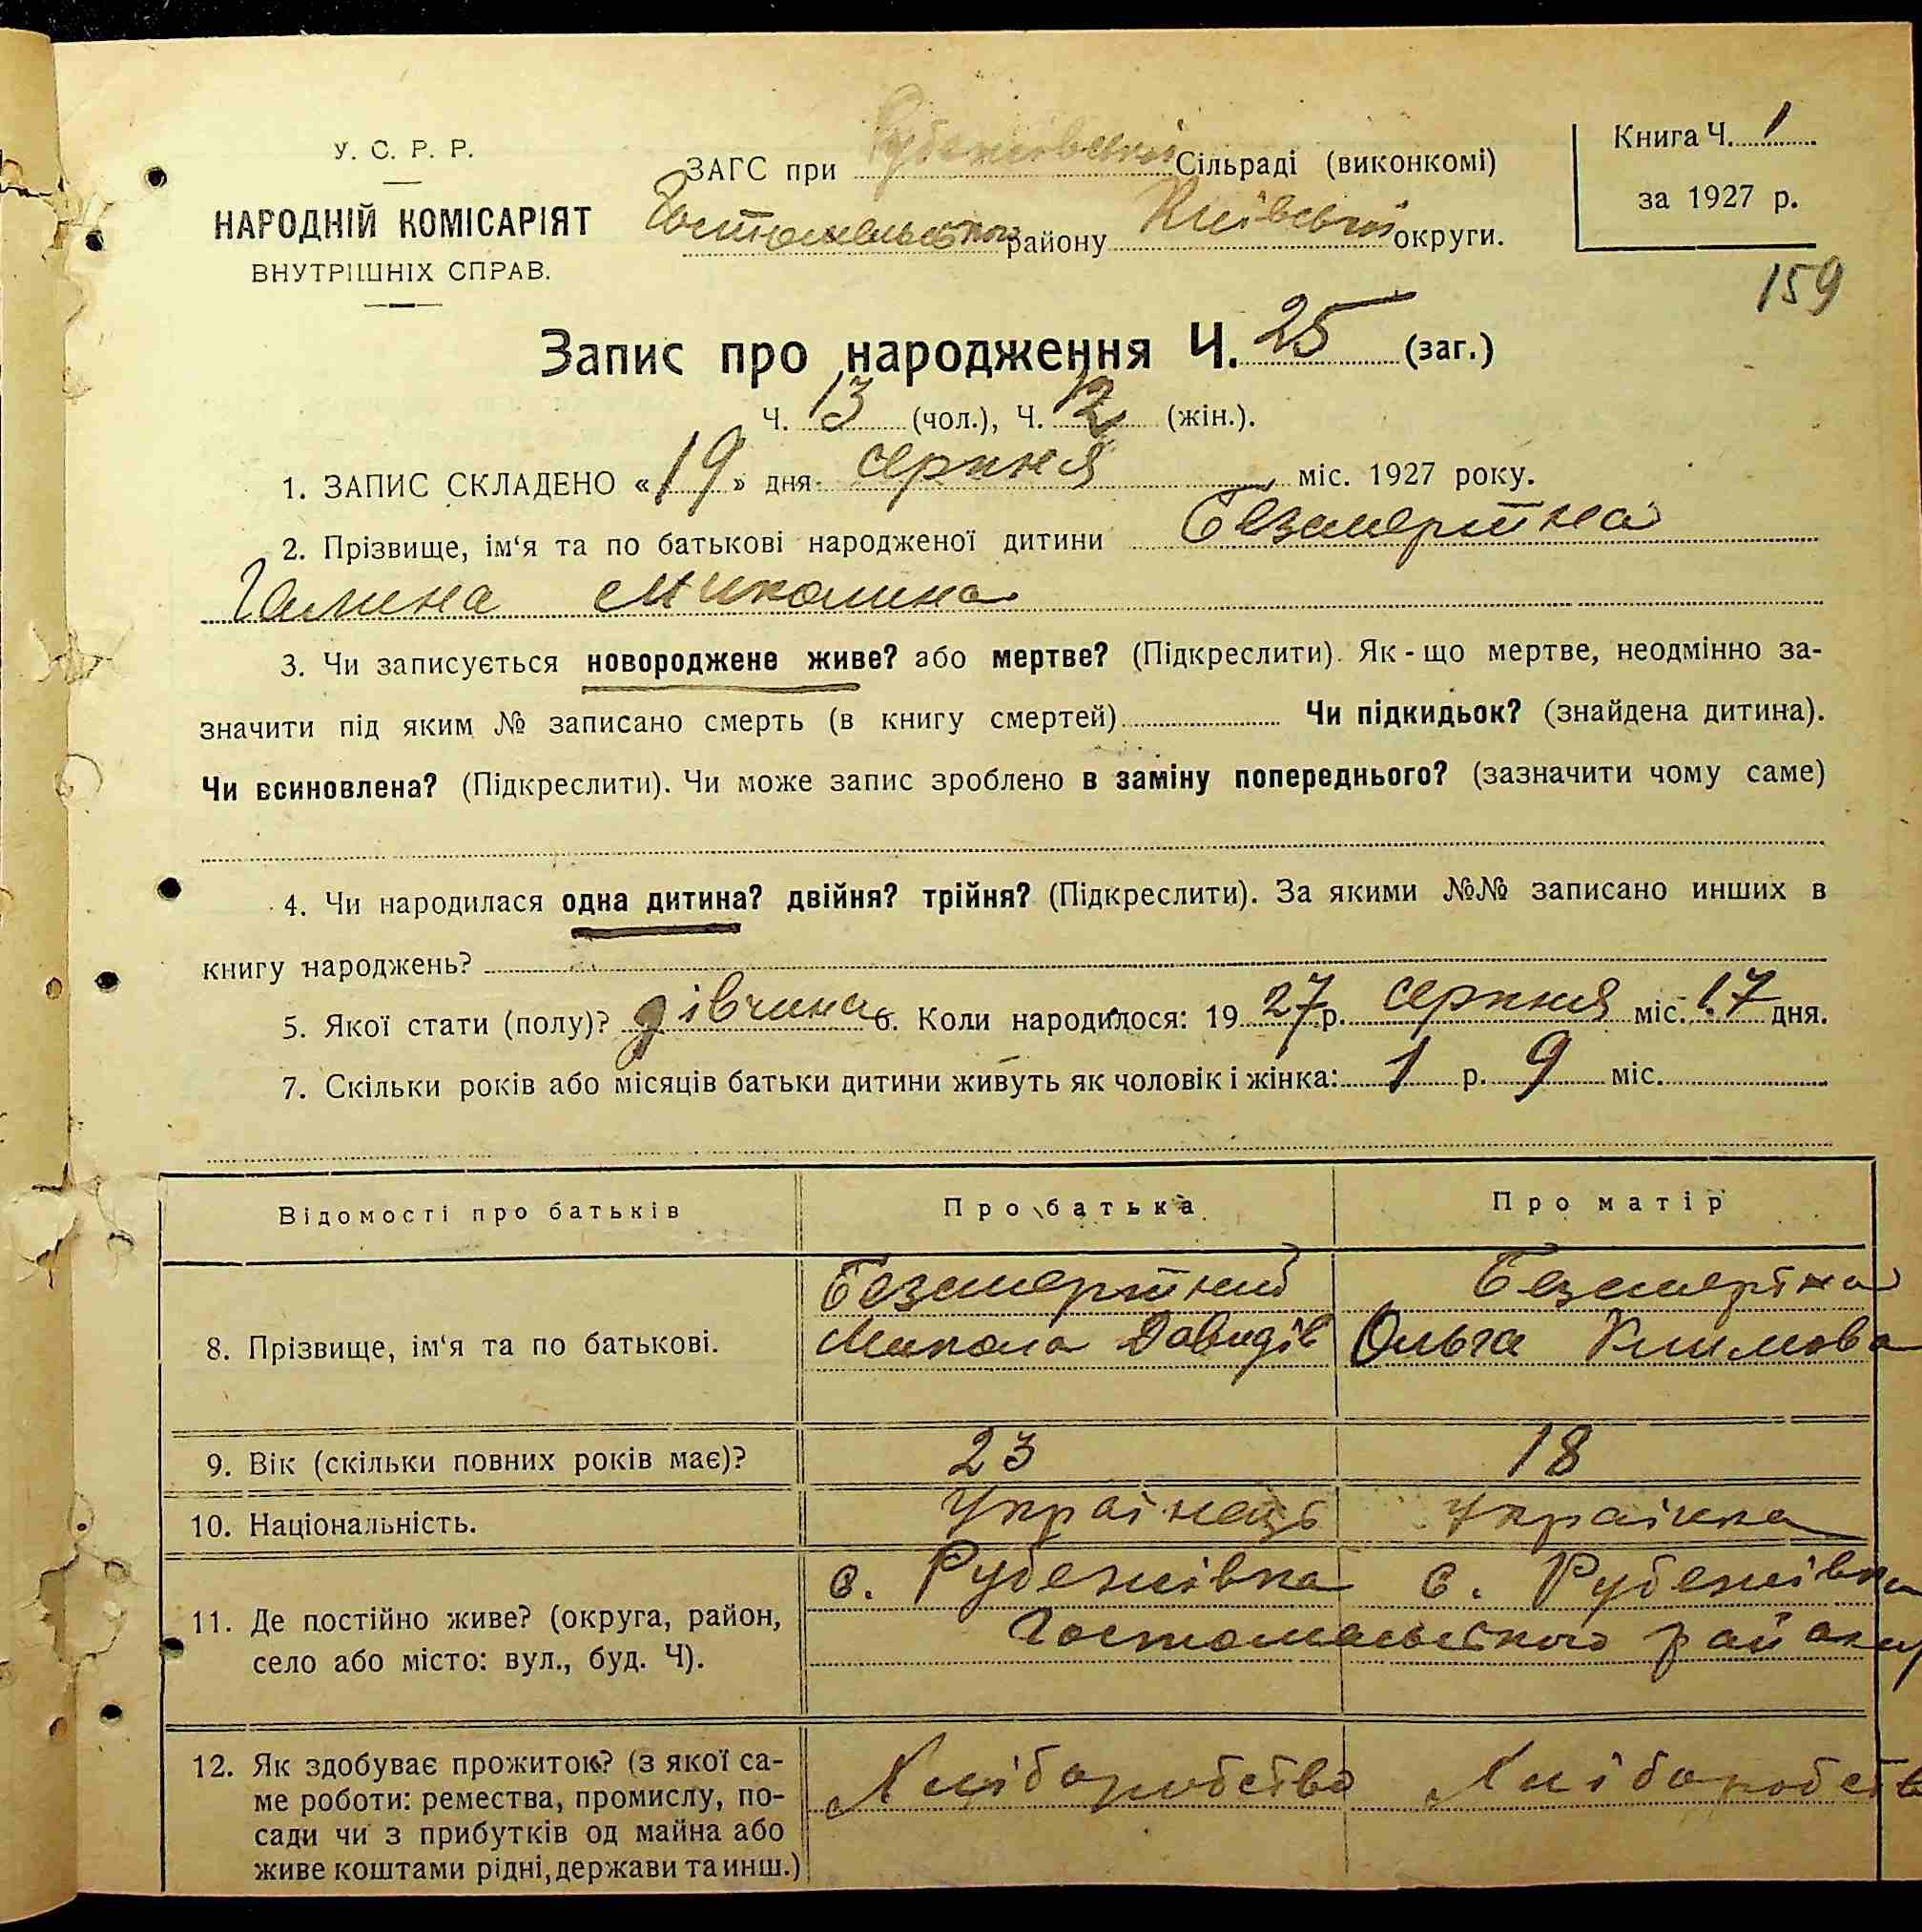 У. С. Р. Р.
НАРОДНІЙ КОМІСАРІЯТ
ВНУТРІШНІХ СПРАВ.
ЗАГС при Рубежівській Сільраді (виконкомі)
Гостомельського району Київської округи.
Книга Ч. 1
за 1927 р.
159
Запис про народження Ч. 25 (заг.)
Ч. 13 (чол.), Ч. 12 (жін.).
1. ЗАПИС СКЛАДЕНО «19» дня серпня міс. 1927 року.
2. Прізвище, ім‘я та по батькові народженої дитини Безсмертна
Галина Миколина
3. Чи записується новороджене живе? або мертве? (Підкреслити). Як-що мертве, неодмінно за-
значити під яким № записано смерть (в книгу смертей) Чи підкидьок? (знайдена дитина).
Чи всиновлена? (Підкреслити). Чи може запис зроблено в заміну попереднього? (зазначити чому саме)
4. Чи народилася одна дитина? двійня? трійня? (Підкреслити). За якими №№ записано инших в
книгу народжень?
5. Якої стати (полу)? дівчина 6. Коли народилося: 1927 р. серпня міс. 17 дня.
7. Скільки років або місяців батьки дитини живуть як чоловік і жінка: 1 р. 9 міс.
Відомості про батьків Про батька Про матір
8. Прізвище, ім‘я та по батькові. Безсмертний Безсмертна
Микола Давидів Ольга Климова
9. Вік (скільки повних років має)? 23 18
10. Національність. Українець Українка
11. Де постійно живе? (округа, район, с. Рубежівка с. Рубежівка
село або місто: вул., буд. Ч). Гостомельського району
12. Як здобуває прожиток? (з якої са- Хліборобство Хліборобств
ме роботи: ремества, промислу, по-
сади чи з прибутків од майна або
живе коштами рідні, держави та инш.)